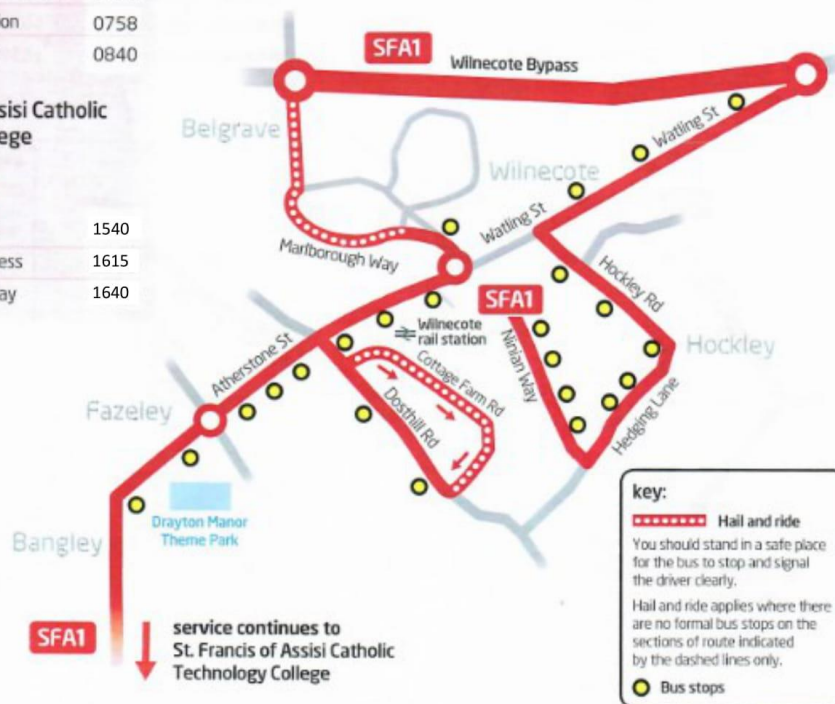 on 0758
0840
sisi Catholic
ege
1540
ess 1615
ay 1640
SFA1
Wilnecote Bypass
Belgrave
Watling St
Wilnecote
Watling St
Marlborough Way
Hockley Rd
SFA1
Wilnecote
rail station
Ninian Way
Hockley
Atherstone St
Cottage Farm Rd
Fazeley
Dosthill Rd
Hedging Lane
Drayton Manor
Theme Park
Bangley
SFA1
service continues to
St. Francis of Assisi Catholic
Technology College
key:
Hail and ride
You should stand in a safe place
for the bus to stop and signal
the driver clearly.
Hail and ride applies where there
are no formal bus stops on the
sections of route indicated
by the dashed lines only.
Bus stops